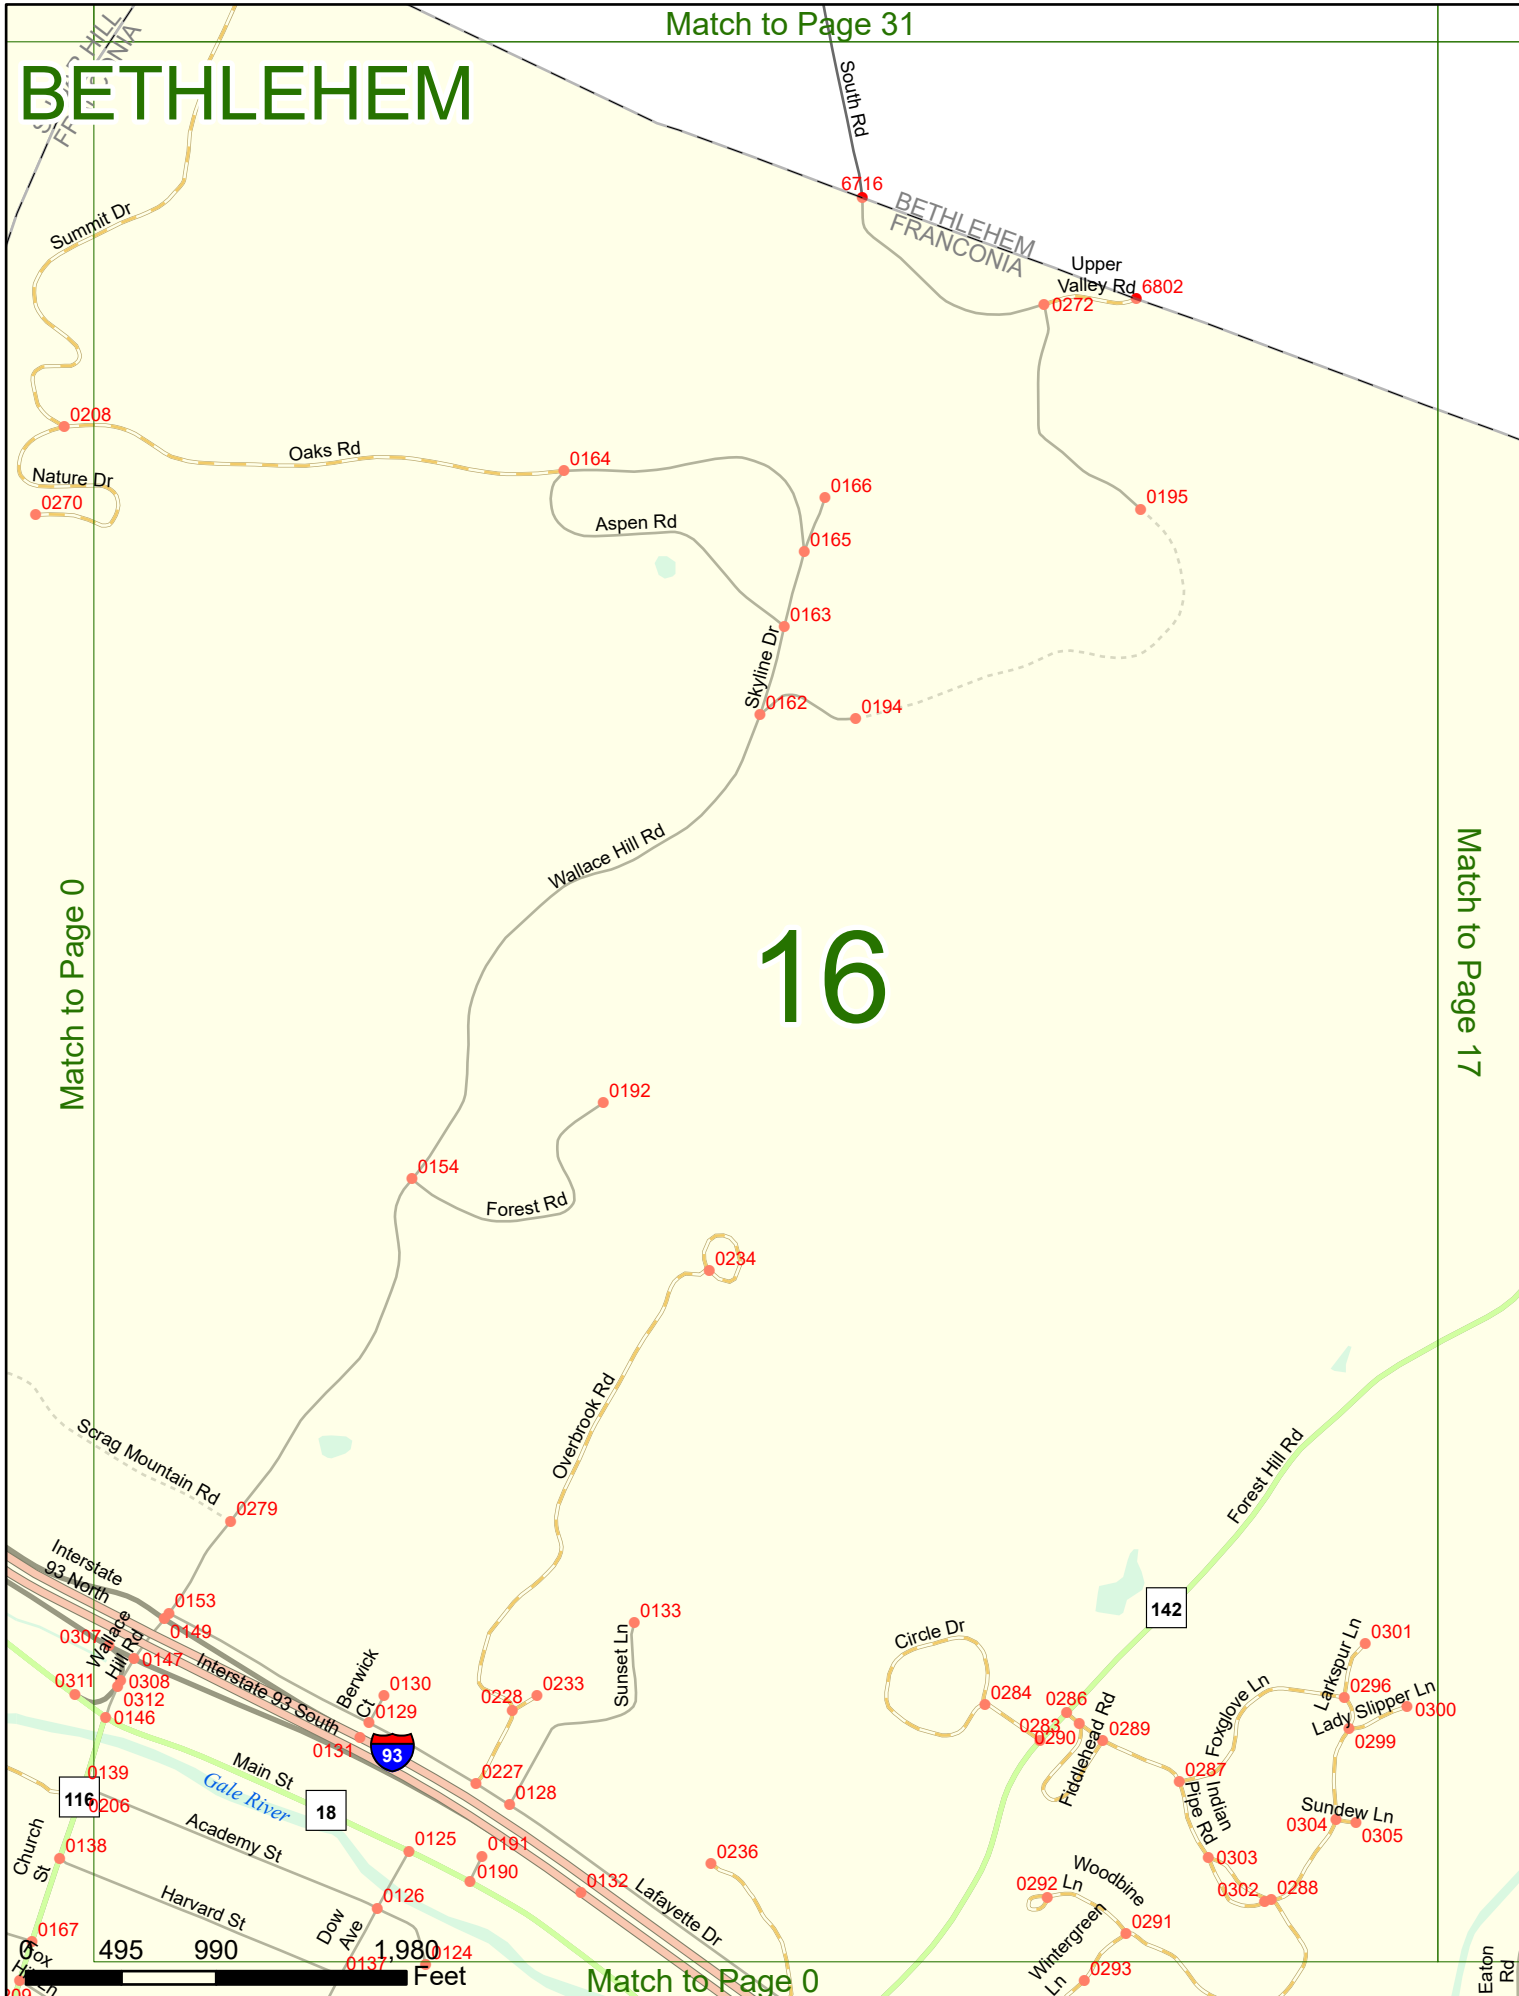 Match to Page 31
BETHLEHEM
South Rd
6716
BETHLEHEM
FRANCONIA
Upper
Valley Rd
6802
0272
Summit Dr
0208
Oaks Rd
0164
Nature Dr
0270
0166
Aspen Rd
0165
0195
0163
Skyline Dr
0162
0194
Wallace Hill Rd
16
Match to Page 0
Match to Page 17
0192
0154
Forest Rd
0234
Overbrook Rd
Forest Hill Rd
Scrag Mountain Rd
0279
Interstate
93 North
0153
0149
0307
Wallace
Hill Rd
0147
0308
0311
0312
0146
Interstate 93 South
Berwick
Ct
0130
0129
0131
93
0133
Sunset Ln
0233
0228
0227
0128
142
Circle Dr
0284
0286
0283
0290
Fiddlehead Rd
0289
0287
Foxglove Ln
Indian
Pipe Rd
Larkspur Ln
0301
0296
Lady Slipper Ln
0300
0299
Sundew Ln
0304
0305
0303
0302
0288
0139
116
0206
Main St
Gale River
18
Academy St
0125
0191
0190
0132
0236
Lafayette Dr
Church
St
0138
Harvard St
0126
Dow
Ave
0167
Fox
Hill Ln
0137
0124
0292
Woodbine
Ln
0291
Wintergreen
Ln
0293
Eaton
Rd
0
495
990
1,980
Feet
Match to Page 0